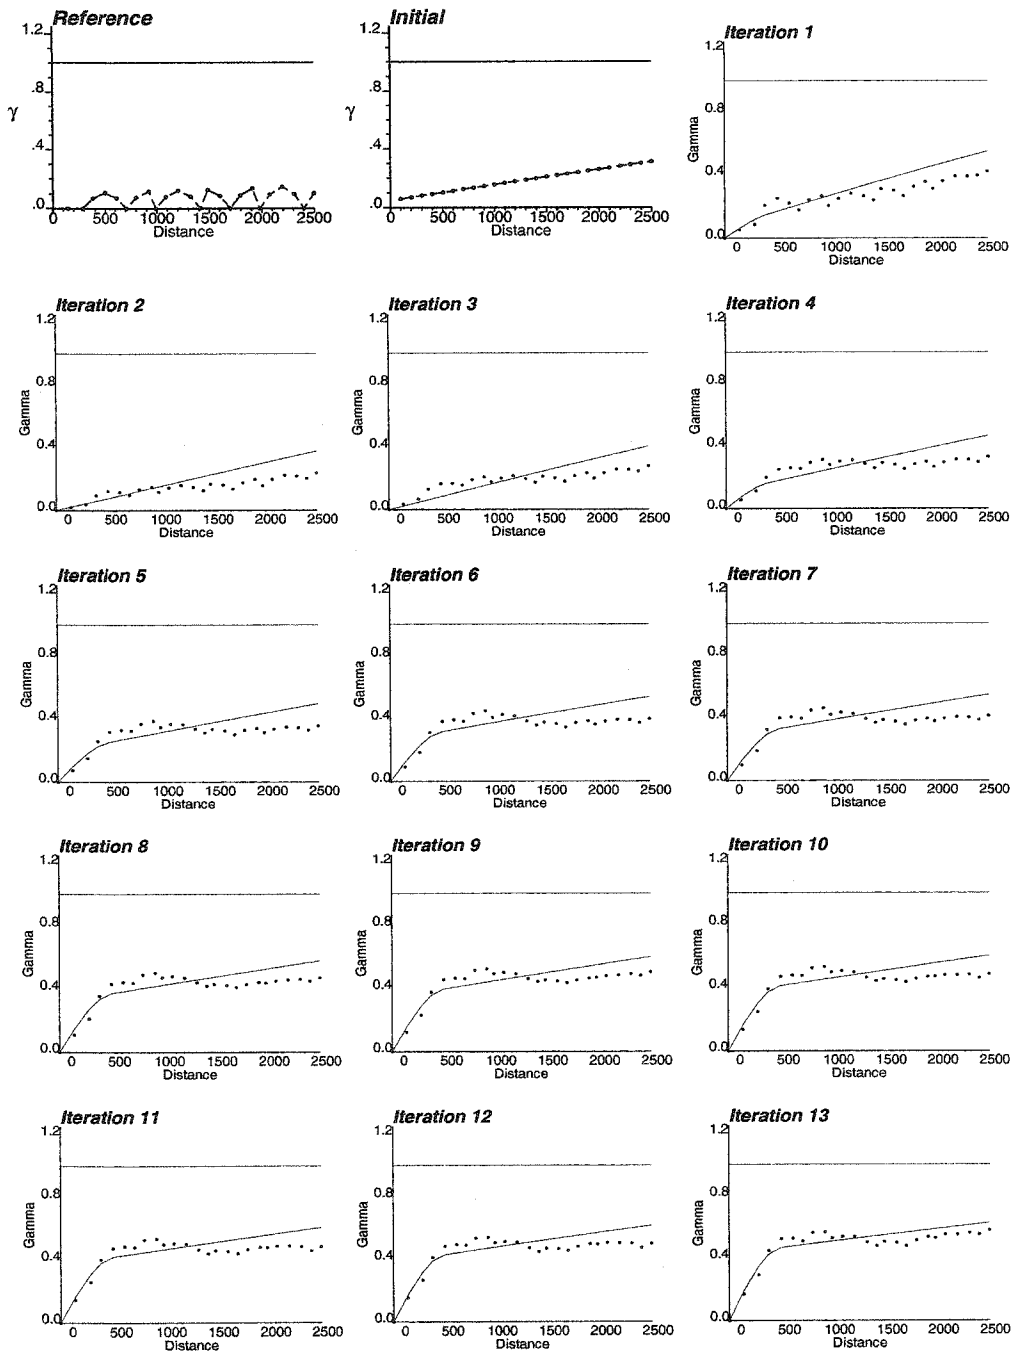 Reference
1.2
.8
γ
.4
.0
0 500 1000 1500 2000 2500
Distance
Initial
1.2
.8
γ
.4
.0
0 500 1000 1500 2000 2500
Distance
Iteration 1
1.2
0.8
Gamma
0.4
0.0
0 500 1000 1500 2000 2500
Distance
Iteration 2
1.2
0.8
Gamma
0.4
0.0
0 500 1000 1500 2000 2500
Distance
Iteration 3
1.2
0.8
Gamma
0.4
0.0
0 500 1000 1500 2000 2500
Distance
Iteration 4
1.2
0.8
Gamma
0.4
0.0
0 500 1000 1500 2000 2500
Distance
Iteration 5
1.2
0.8
Gamma
0.4
0.0
0 500 1000 1500 2000 2500
Distance
Iteration 6
1.2
0.8
Gamma
0.4
0.0
0 500 1000 1500 2000 2500
Distance
Iteration 7
1.2
0.8
Gamma
0.4
0.0
0 500 1000 1500 2000 2500
Distance
Iteration 8
1.2
0.8
Gamma
0.4
0.0
0 500 1000 1500 2000 2500
Distance
Iteration 9
1.2
0.8
Gamma
0.4
0.0
0 500 1000 1500 2000 2500
Distance
Iteration 10
1.2
0.8
Gamma
0.4
0.0
0 500 1000 1500 2000 2500
Distance
Iteration 11
1.2
0.8
Gamma
0.4
0.0
0 500 1000 1500 2000 2500
Distance
Iteration 12
1.2
0.8
Gamma
0.4
0.0
0 500 1000 1500 2000 2500
Distance
Iteration 13
1.2
0.8
Gamma
0.4
0.0
0 500 1000 1500 2000 2500
Distance